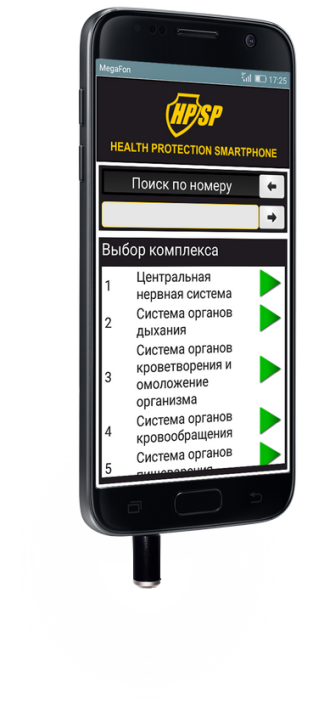 MegaFon
17:25
HPSP
HEALTH PROTECTION SMARTPHONE
Поиск по номеру
Выбор комплекса
1 Центральная
нервная система
2 Система органов
дыхания
3 Система органов
кроветворения и
омоложение
организма
4 Система органов
кровообращения
5 Система органов
пищеварения